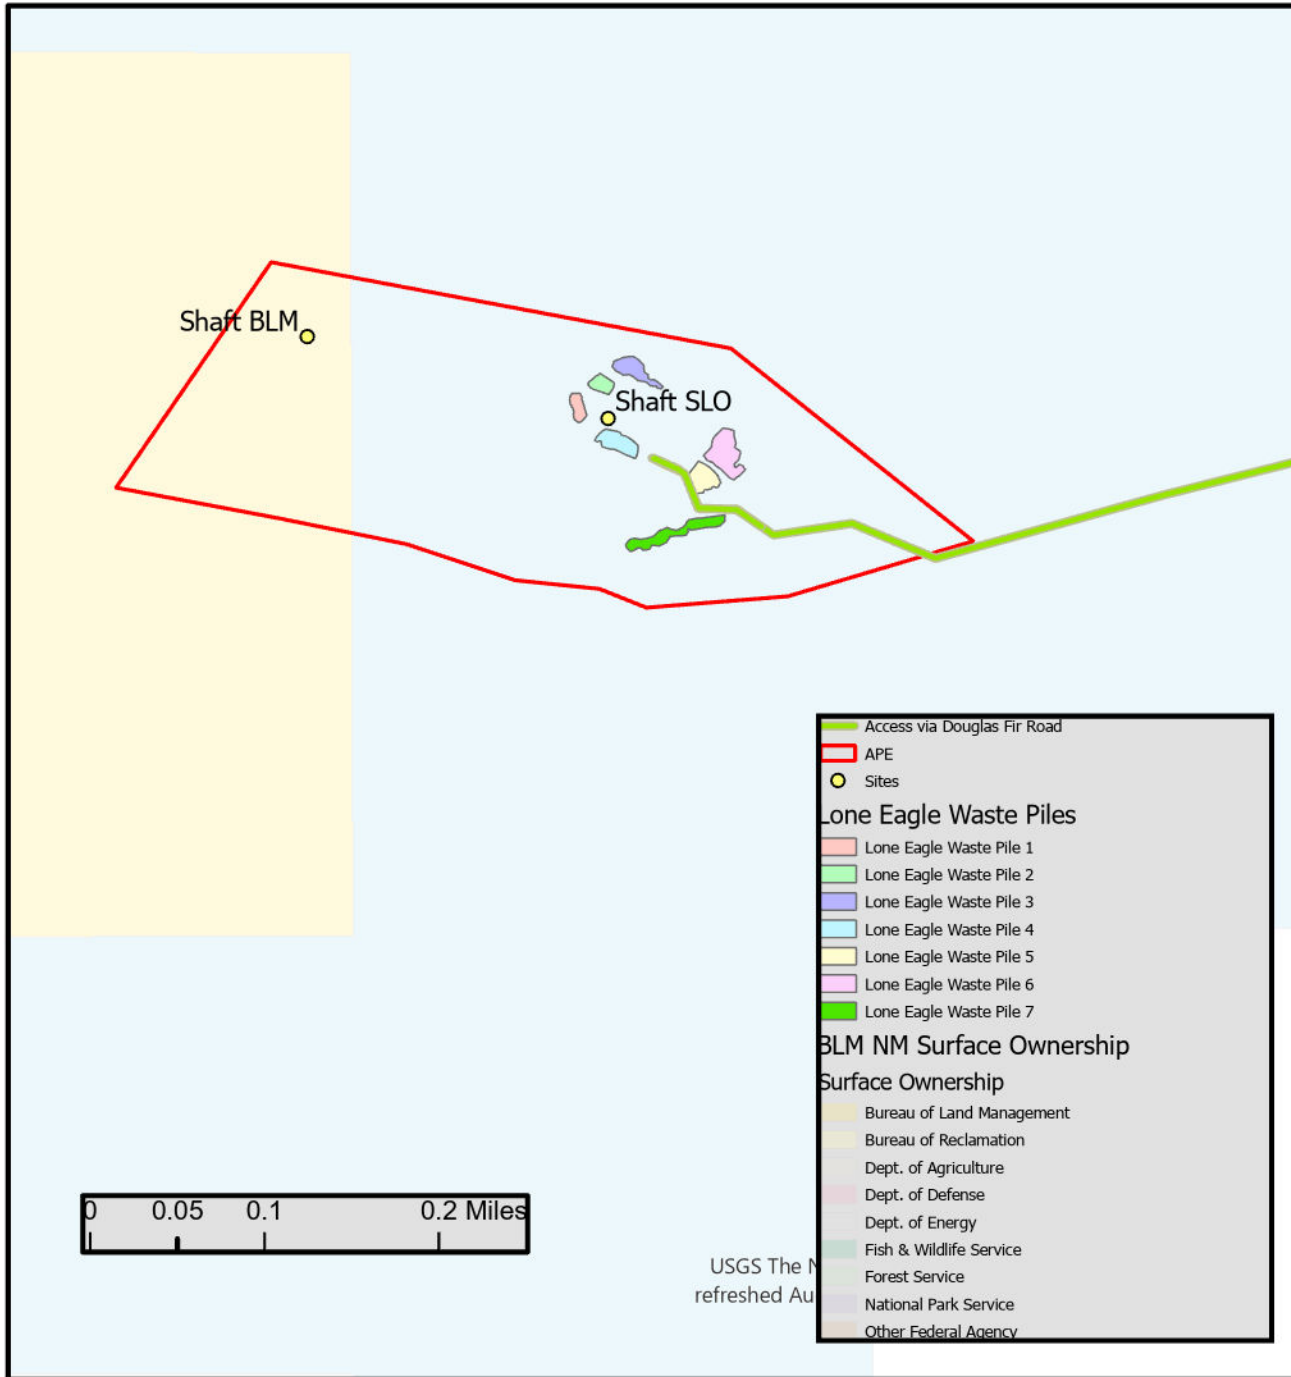 Shaft BLM
Shaft SLO
Access via Douglas Fir Road
APE
Sites
Lone Eagle Waste Piles
Lone Eagle Waste Pile 1
Lone Eagle Waste Pile 2
Lone Eagle Waste Pile 3
Lone Eagle Waste Pile 4
Lone Eagle Waste Pile 5
Lone Eagle Waste Pile 6
Lone Eagle Waste Pile 7
BLM NM Surface Ownership
Surface Ownership
Bureau of Land Management
Bureau of Reclamation
Dept. of Agriculture
Dept. of Defense
Dept. of Energy
Fish & Wildlife Service
Forest Service
National Park Service
Other Federal Agency
0 0.05 0.1 0.2 Miles
USGS The
refreshed